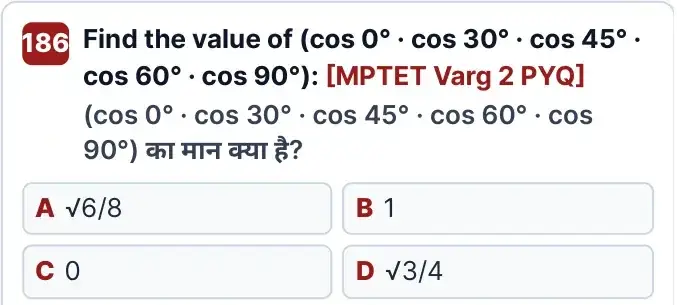 186 Find the value of (cos 0° · cos 30° · cos 45° ·
cos 60° · cos 90°): [MPTET Varg 2 PYQ]
(cos 0° · cos 30° · cos 45° · cos 60° · cos
90°) का मान क्या है?
A √6/8
B 1
C 0
D √3/4